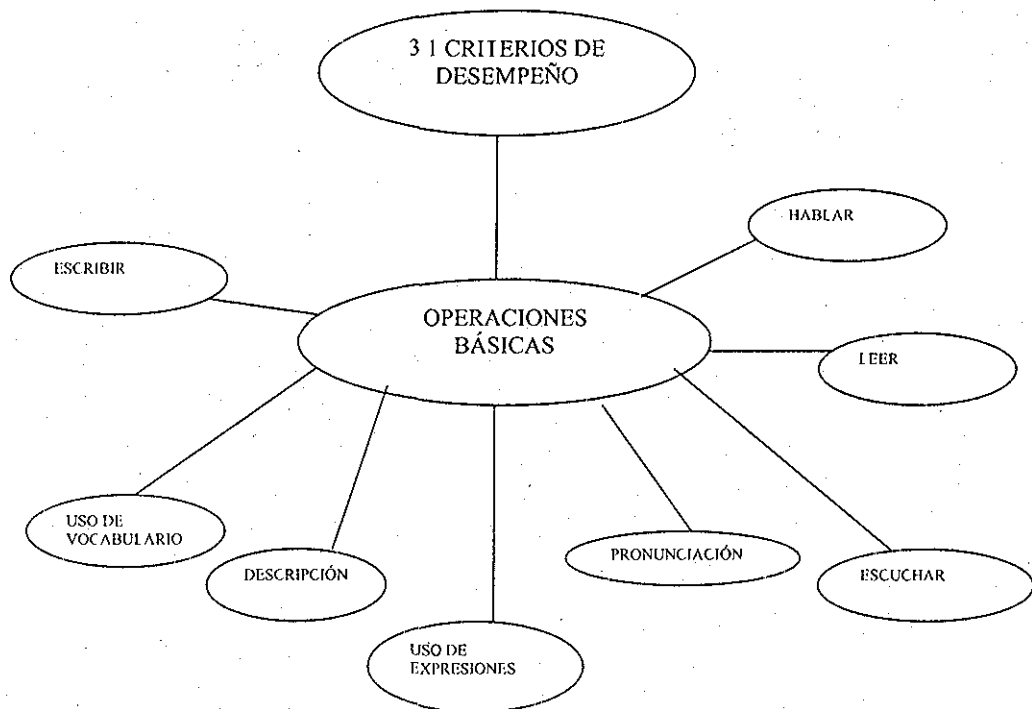 3 1 CRITERIOS DE
DESEMPEÑO
HABLAR
ESCRIBIR
OPERACIONES
BÁSICAS
LEER
USO DE
VOCABULARIO
DESCRIPCIÓN
PRONUNCIACIÓN
ESCUCHAR
USO DE
EXPRESIONES